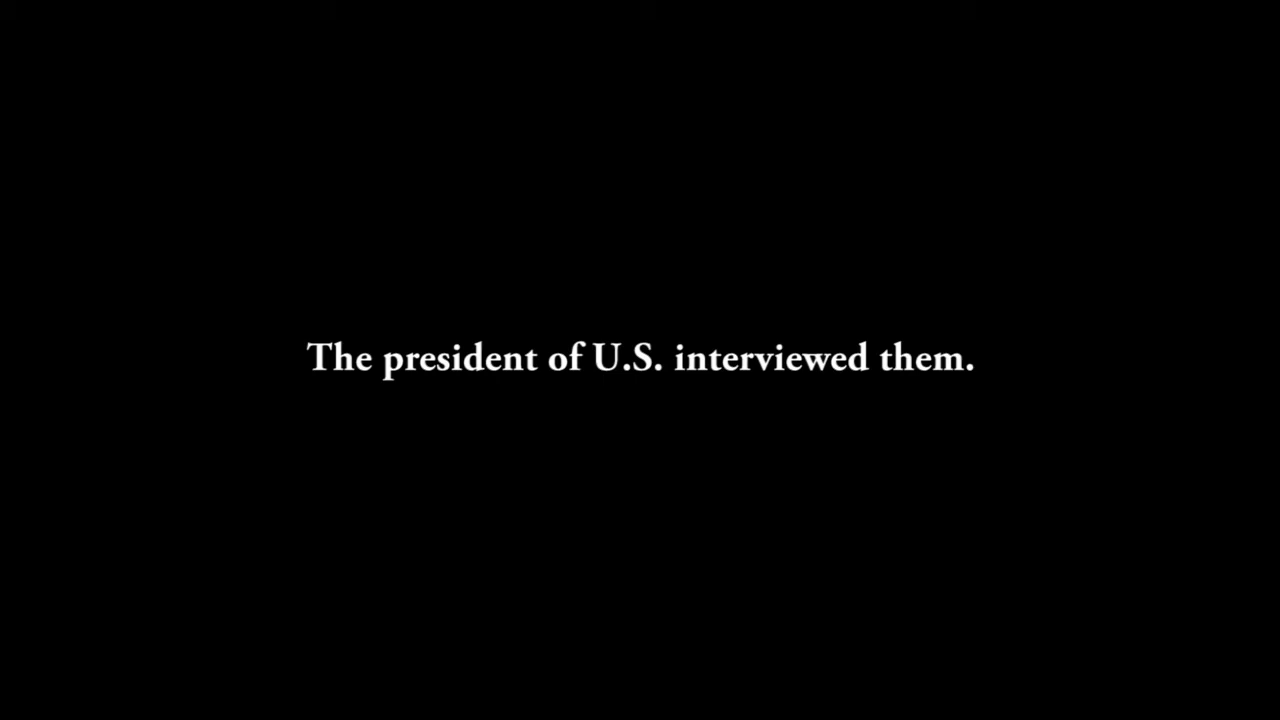 The president of U.S. interviewed them.